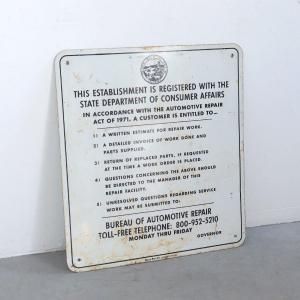 THIS ESTABLISHMENT IS REGISTERED WITH THE
STATE DEPARTMENT OF CONSUMER AFFAIRS
IN ACCORDANCE WITH THE AUTOMOTIVE REPAIR
ACT OF 1971, A CUSTOMER IS ENTITLED TO...
1) A WRITTEN ESTIMATE FOR REPAIR WORK.
2) A DETAILED INVOICE OF WORK DONE AND
PARTS SUPPLIED.
3) RETURN OF REPLACED PARTS, IF REQUESTED
AT THE TIME A WORK ORDER IS PLACED.
4) QUESTIONS CONCERNING THE ABOVE SHOULD
BE DIRECTED TO THE MANAGER OF THIS
REPAIR FACILITY.
5) UNRESOLVED QUESTIONS REGARDING SERVICE
WORK MAY BE SUBMITTED TO:
BUREAU OF AUTOMOTIVE REPAIR
TOLL-FREE TELEPHONE: 800-952-5210
MONDAY THRU FRIDAY
GOVERNOR